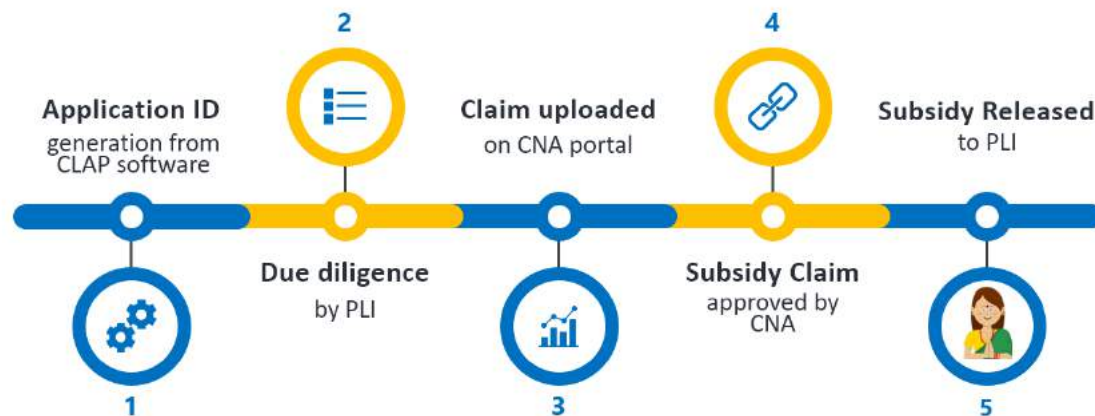 1
Application ID
generation from
CLAP software
2
Due diligence
by PLI
3
Claim uploaded
on CNA portal
4
Subsidy Claim
approved by
CNA
5
Subsidy Released
to PLI